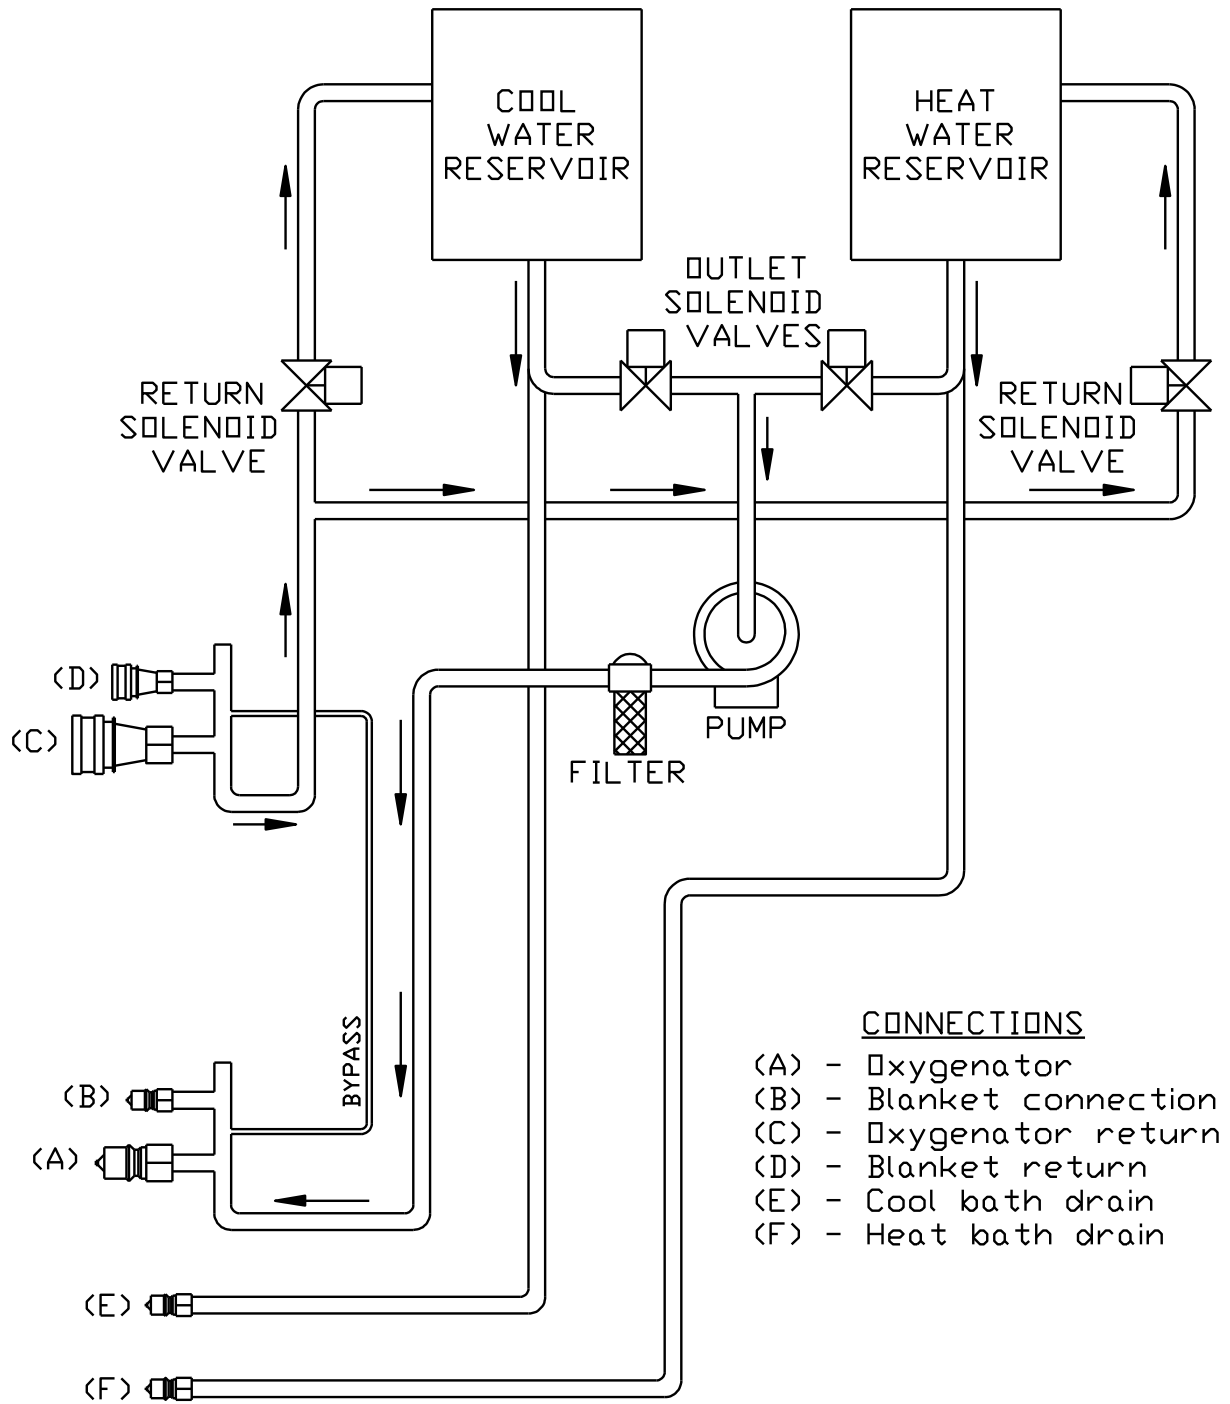 COOL
WATER
RESERVOIR
HEAT
WATER
RESERVOIR
OUTLET
SOLENOID
VALVES
RETURN
SOLENOID
VALVE
RETURN
SOLENOID
VALVE
(D)
(C)
PUMP
FILTER
BYPASS
(B)
(A)
(E)
(F)
CONNECTIONS
(A) - Oxygenator
(B) - Blanket connection
(C) - Oxygenator return
(D) - Blanket return
(E) - Cool bath drain
(F) - Heat bath drain